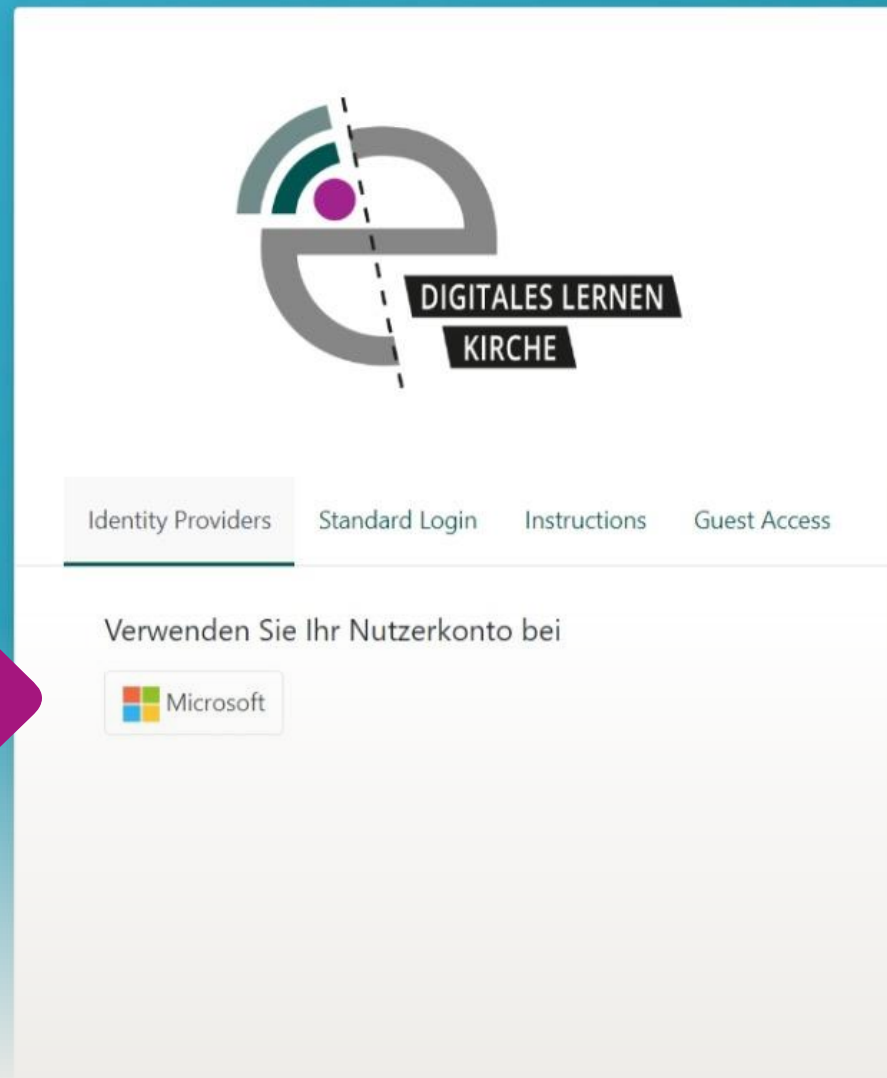 DIGITALES LERNEN
KIRCHE
Identity Providers Standard Login Instructions Guest Access
Verwenden Sie Ihr Nutzerkonto bei
Microsoft